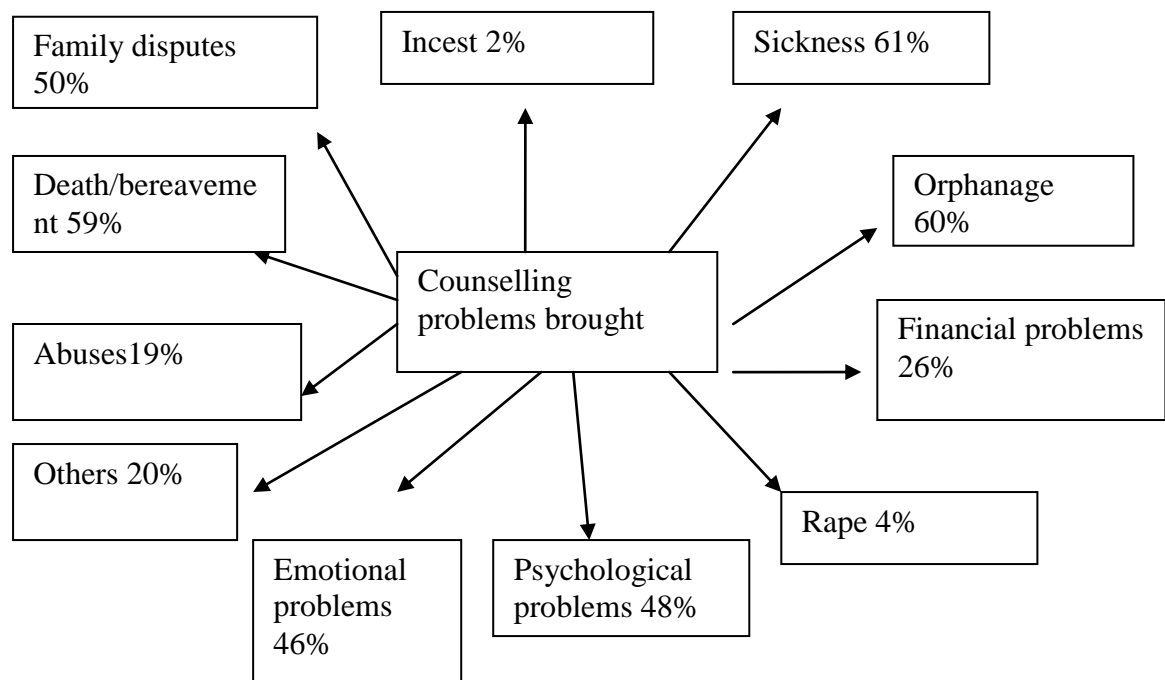 Family disputes
50%
Incest 2%
Sickness 61%
Death/bereaveme
nt 59%
Orphanage
60%
Counselling
problems brought
Abuses19%
Financial problems
26%
Others 20%
Rape 4%
Emotional
problems
46%
Psychological
problems 48%